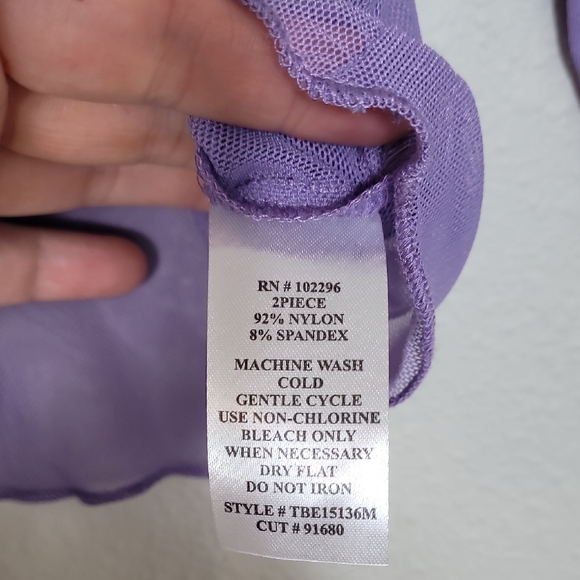 RN # 102296
2PIECE
92% NYLON
8% SPANDEX
MACHINE WASH
COLD
GENTLE CYCLE
USE NON-CHLORINE
BLEACH ONLY
WHEN NECESSARY
DRY FLAT
DO NOT IRON
STYLE # TBE15136M
CUT # 91680